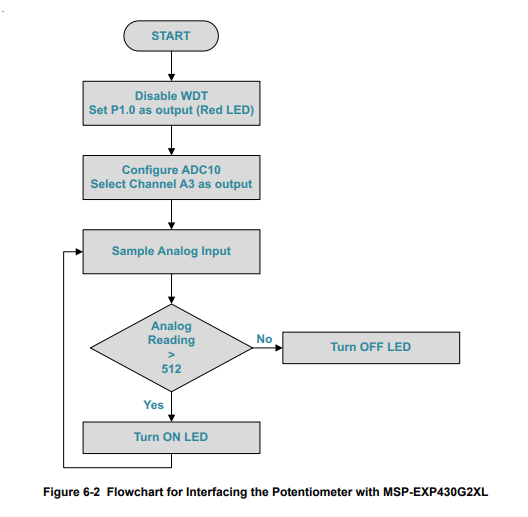 START
Disable WDT
Set P1.0 as output (Red LED)
Configure ADC10
Select Channel A3 as output
Sample Analog Input
Analog
Reading
>
512
No
Turn OFF LED
Yes
Turn ON LED
Figure 6-2 Flowchart for Interfacing the Potentiometer with MSP-EXP430G2XL